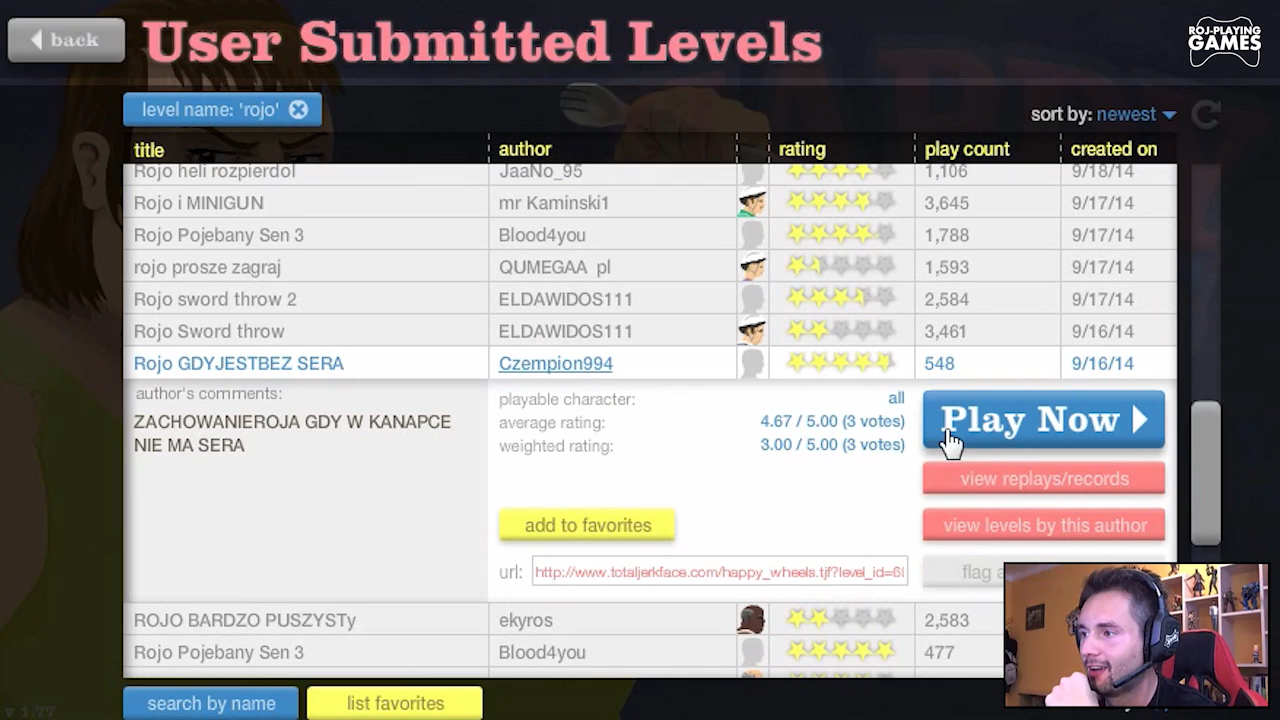 back
User Submitted Levels
ROJ-PLAYING
GAMES
level name: 'rojo'
sort by: newest
title author rating play count created on
Rojo heli rozpierdol JaaNo_95 1,106 9/18/14
Rojo i MINIGUN mr Kaminski1 3,645 9/17/14
Rojo Pojebany Sen 3 Blood4you 1,788 9/17/14
rojo prosze zagraj QUMEGAA pl 1,593 9/17/14
Rojo sword throw 2 ELDAWIDOS111 2,584 9/17/14
Rojo Sword throw ELDAWIDOS111 3,461 9/16/14
Rojo GDYJESTBEZ SERA Czempion994 548 9/16/14
author's comments:
ZACHOWANIEROJA GDY W KANAPCE
NIE MA SERA
playable character: all
average rating: 4.67 / 5.00 (3 votes)
weighted rating: 3.00 / 5.00 (3 votes)
add to favorites
url: http://www.totaljerkface.com/happy_wheels.tjf?level_id=6
Play Now
view replays/records
view levels by this author
flag
ROJO BARDZO PUSZYSTy ekyros 2,583
Rojo Pojebany Sen 3 Blood4you 477
search by name
list favorites
v 1.77